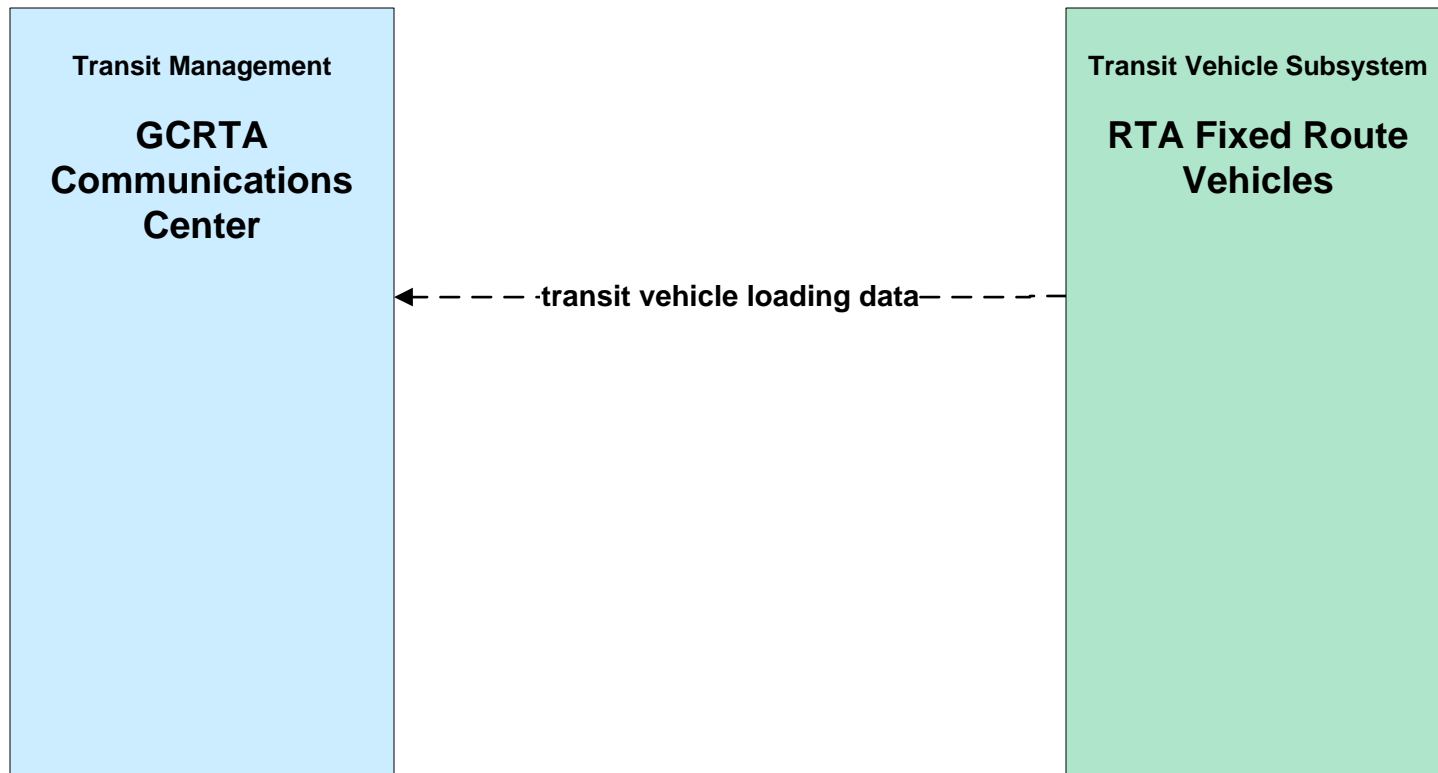 Transit Management
GCRTA
Communications
Center
Transit Vehicle Subsystem
RTA Fixed Route
Vehicles
transit vehicle loading data